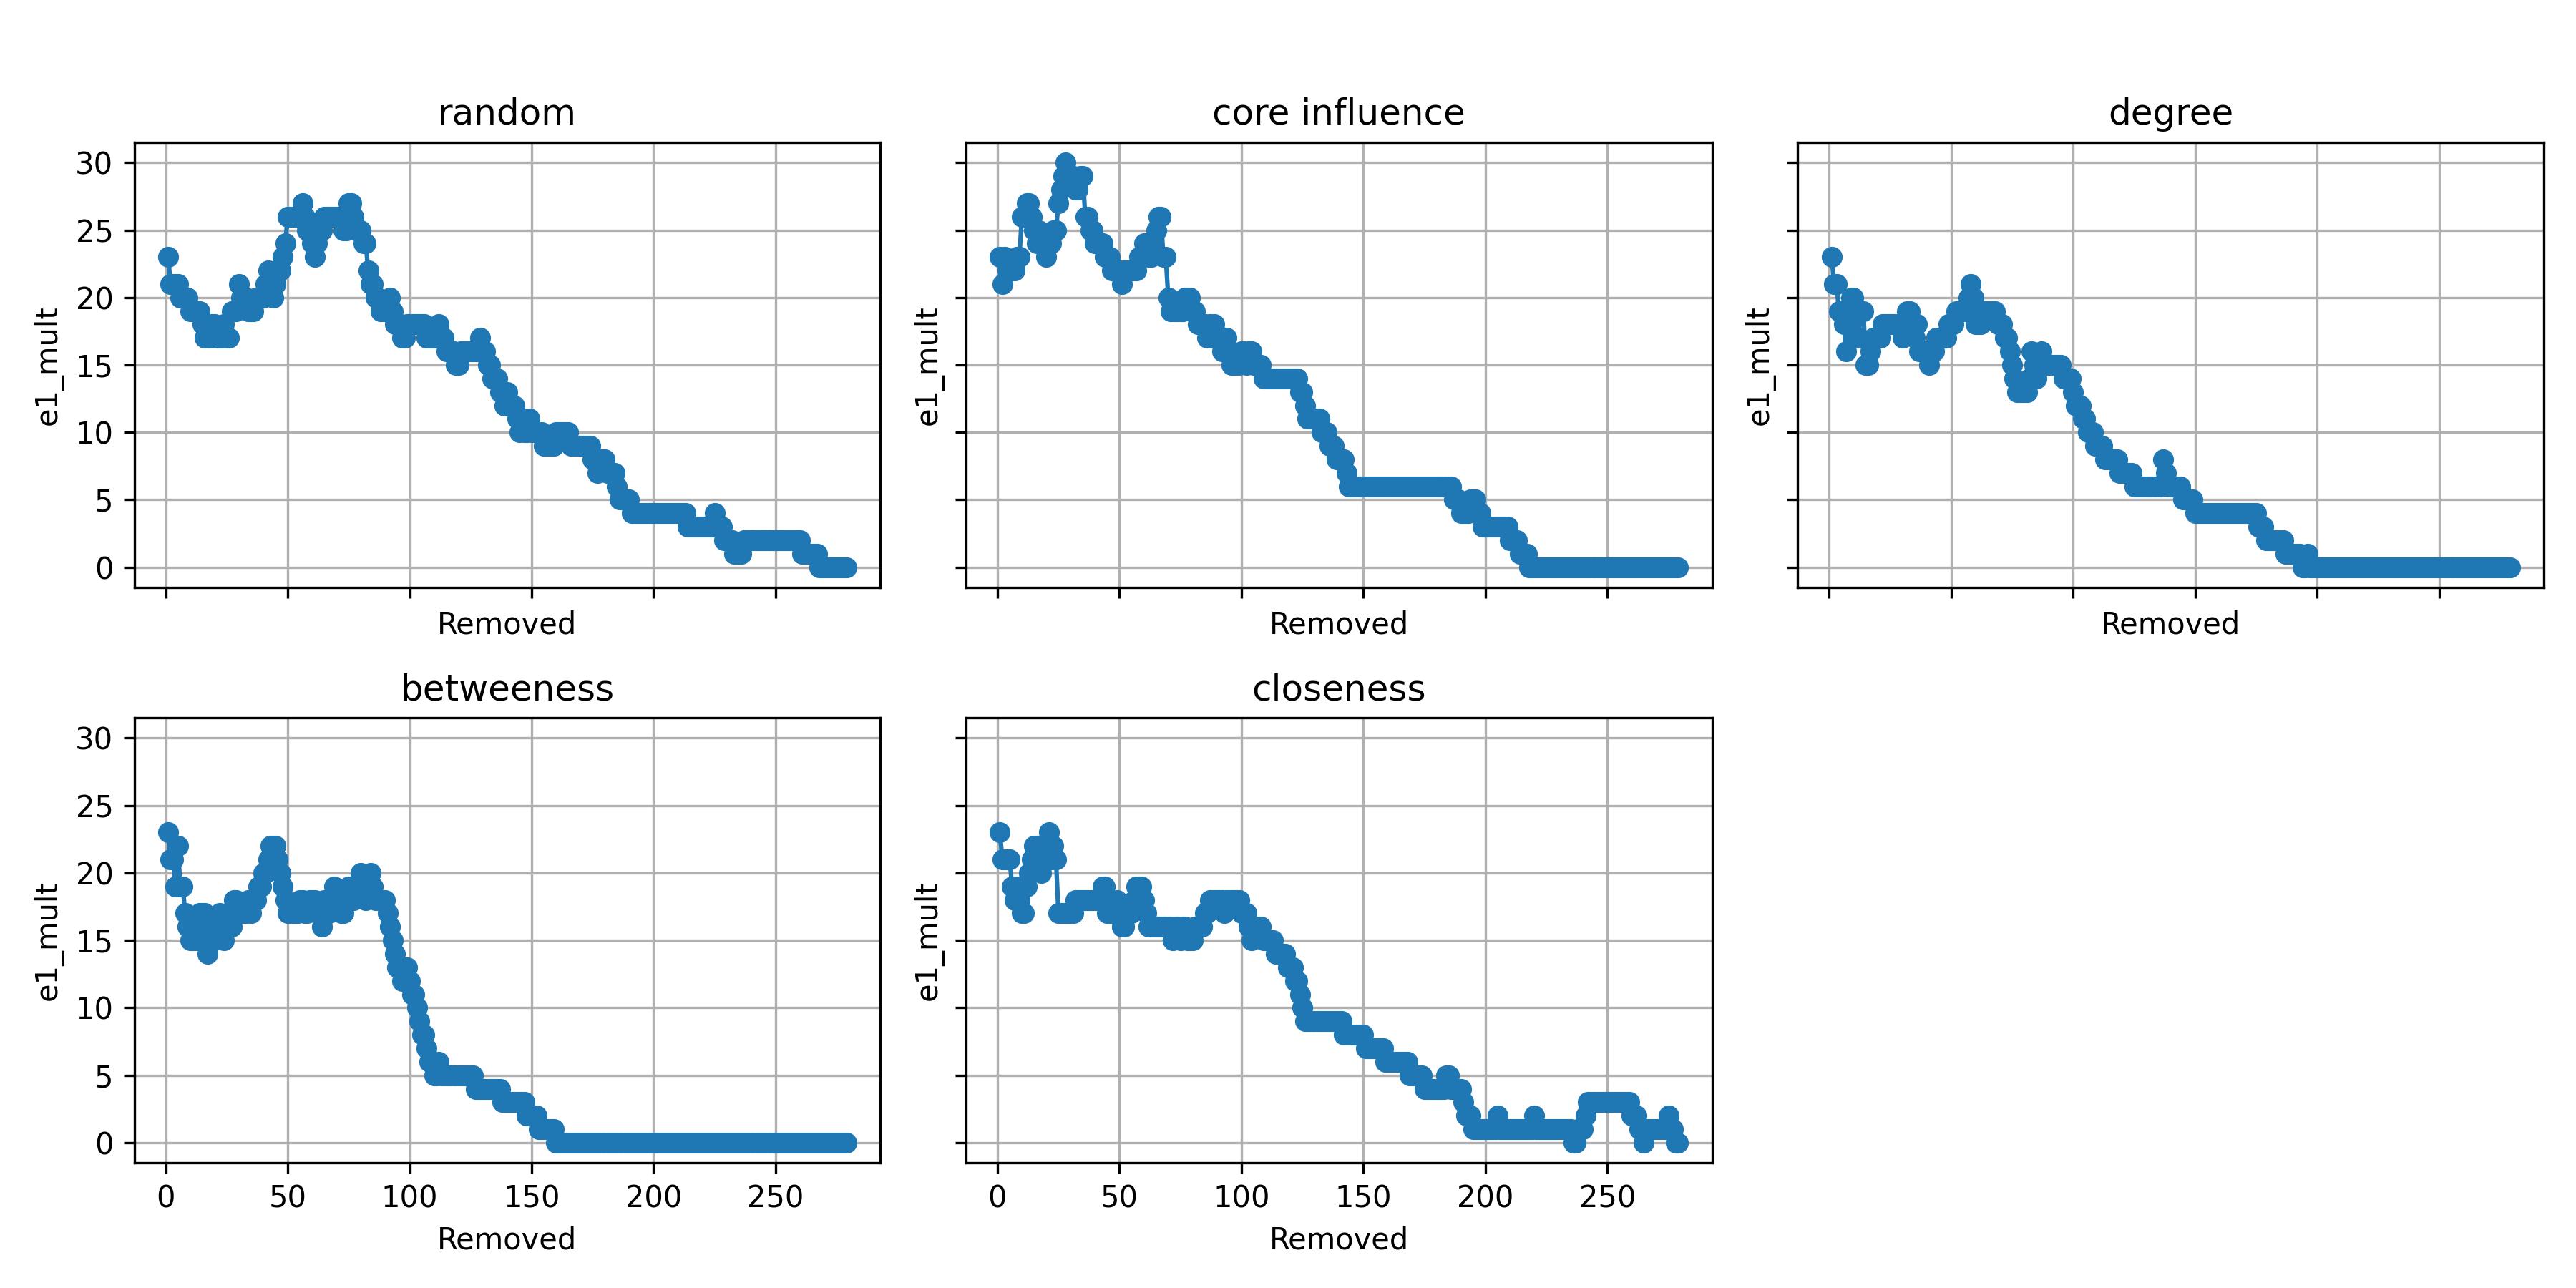 random
core influence
degree
30
25
20
15
10
5
0
e1_mult
e1_mult
e1_mult
Removed
Removed
Removed
betweeness
closeness
30
25
20
15
10
5
0
e1_mult
e1_mult
0 50 100 150 200 250
0 50 100 150 200 250
Removed
Removed